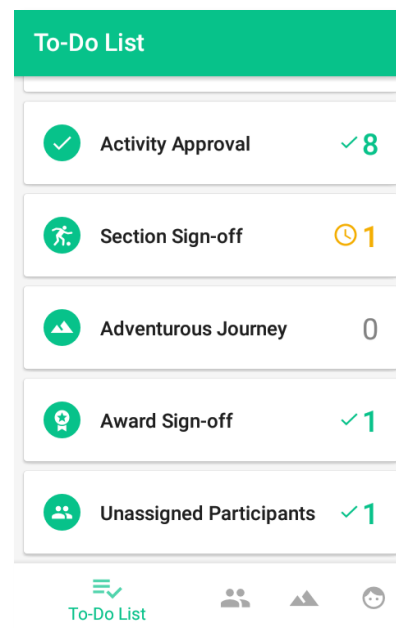 To-Do List
Activity Approval 8
Section Sign-off 1
Adventurous Journey 0
Award Sign-off 1
Unassigned Participants 1
To-Do List